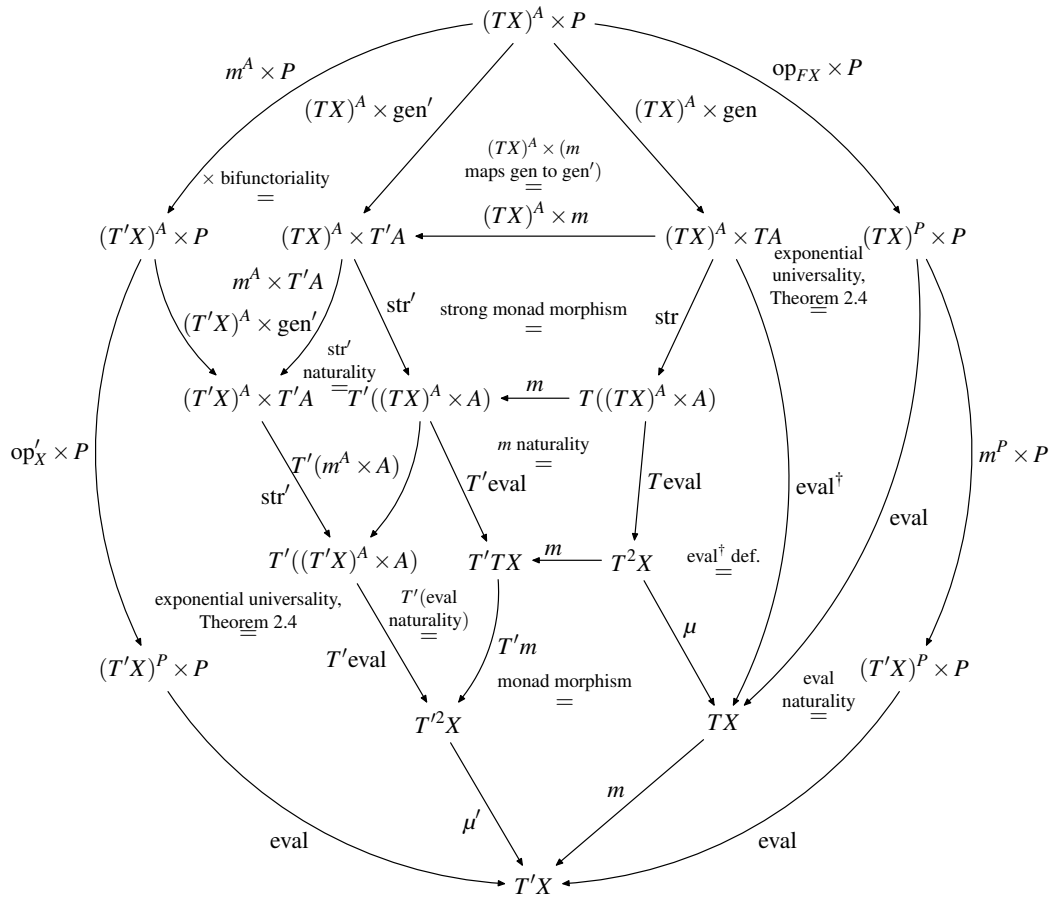 (TX)^A × P
m^A × P
op_{FX} × P
(TX)^A × gen′
(TX)^A × gen
(TX)^A × (m
maps gen to gen′)
=
× bifunctoriality
=
(TX)^A × m
(T′X)^A × P
(TX)^A × T′A
(TX)^A × TA
(TX)^P × P
exponential
universality,
Theorem 2.4
=
m^A × T′A
(T′X)^A × gen′
str′
strong monad morphism
=
str
str′
naturality
=
(T′X)^A × T′A
T′((TX)^A × A)
m
T((TX)^A × A)
op′_X × P
m^P × P
T′(m^A × A)
m naturality
=
str′
T′eval
Teval
eval†
eval
T′((T′X)^A × A)
T′TX
m
T²X
eval† def.
=
exponential universality,
Theorem 2.4
=
T′(eval
naturality)
=
μ
T′eval
T′m
(T′X)^P × P
(T′X)^P × P
monad morphism
=
eval
naturality
=
T′²X
TX
m
μ′
eval
eval
T′X